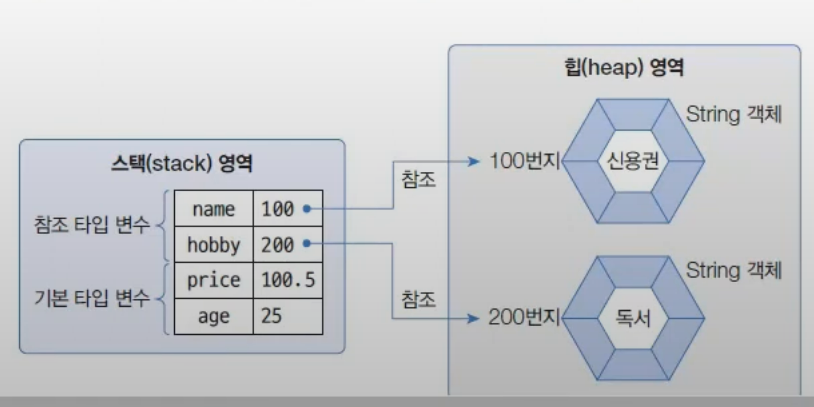 힙(heap) 영역
String 객체
100번지
신용권
참조
스택(stack) 영역
참조 타입 변수
name 100
hobby 200
기본 타입 변수
price 100.5
age 25
참조
String 객체
200번지
독서